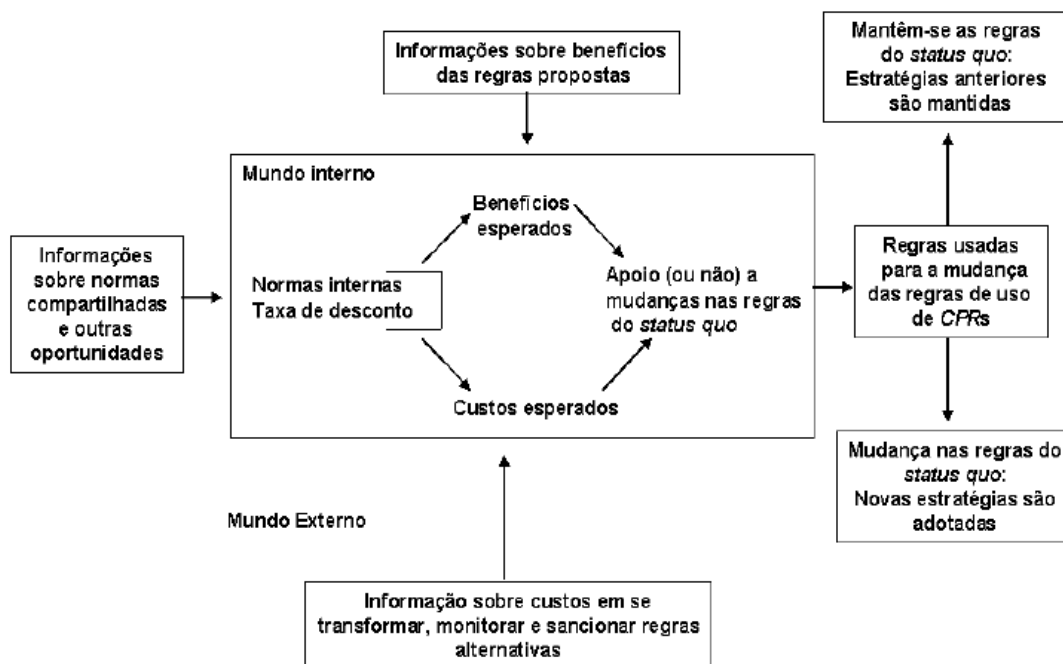 Informações sobre benefícios
das regras propostas
Mantêm-se as regras
do status quo:
Estratégias anteriores
são mantidas
Mundo interno
Benefícios
esperados
Informações
sobre normas
compartilhadas
e outras
oportunidades
Normas internas
Taxa de desconto
Apoio (ou não) a
mudanças nas regras
do status quo
Regras usadas
para a mudança
das regras de uso
de CPRs
Custos esperados
Mudança nas regras do
status quo:
Novas estratégias são
adotadas
Mundo Externo
Informação sobre custos em se
transformar, monitorar e sancionar regras
alternativas